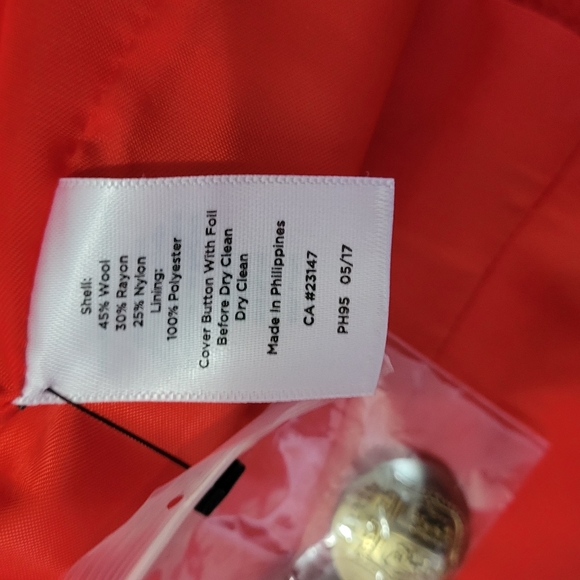 Shell:
45% Wool
30% Rayon
25% Nylon
Lining:
100% Polyester
Cover Button With Foil
Before Dry Clean
Dry Clean
Made In Philippines
CA #23147
PH95 05/17